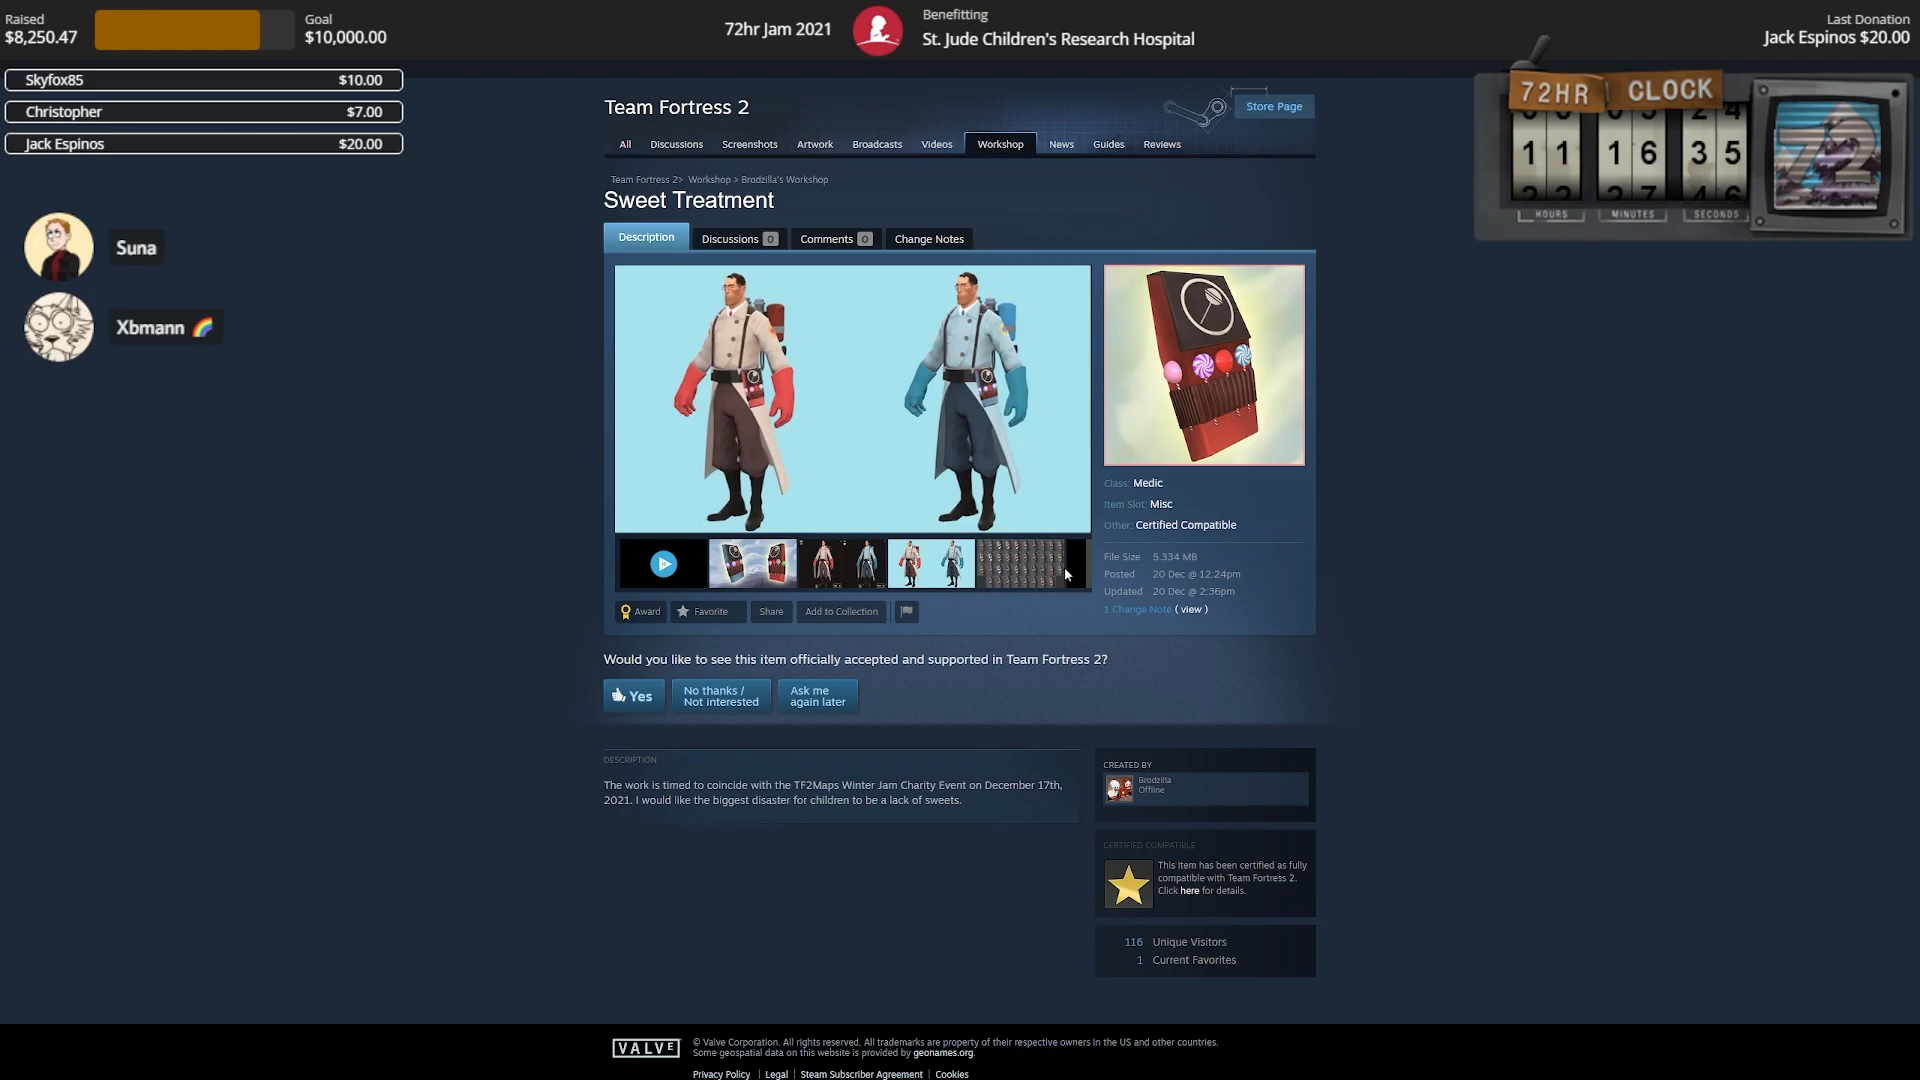 Raised
$8,250.47
Goal
$10,000.00
72hr Jam 2021
Benefitting
St. Jude Children's Research Hospital
Last Donation
Jack Espinos $20.00
Skyfox85 $10.00
Christopher $7.00
Jack Espinos $20.00
Suna
Xbmann 🌈
72HR CLOCK
11 16 35
HOURS MINUTES SECONDS
72
Team Fortress 2
Store Page
All Discussions Screenshots Artwork Broadcasts Videos Workshop News Guides Reviews
Team Fortress 2> Workshop > Brodzilla's Workshop
Sweet Treatment
Description Discussions 0 Comments 0 Change Notes
Class: Medic
Item Slot: Misc
Other: Certified Compatible
File Size 5.334 MB
Posted 20 Dec @ 12:24pm
Updated 20 Dec @ 2:36pm
1 Change Note ( view )
Award Favorite Share Add to Collection
Would you like to see this item officially accepted and supported in Team Fortress 2?
Yes
No thanks /
Not interested
Ask me
again later
DESCRIPTION
The work is timed to coincide with the TF2Maps Winter Jam Charity Event on December 17th,
2021. I would like the biggest disaster for children to be a lack of sweets.
CREATED BY
Brodzilla
Offline
CERTIFIED COMPATIBLE
This item has been certified as fully
compatible with Team Fortress 2.
Click here for details.
116 Unique Visitors
1 Current Favorites
VALVE
© Valve Corporation. All rights reserved. All trademarks are property of their respective owners in the US and other countries.
Some geospatial data on this website is provided by geonames.org.
Privacy Policy | Legal | Steam Subscriber Agreement | Cookies